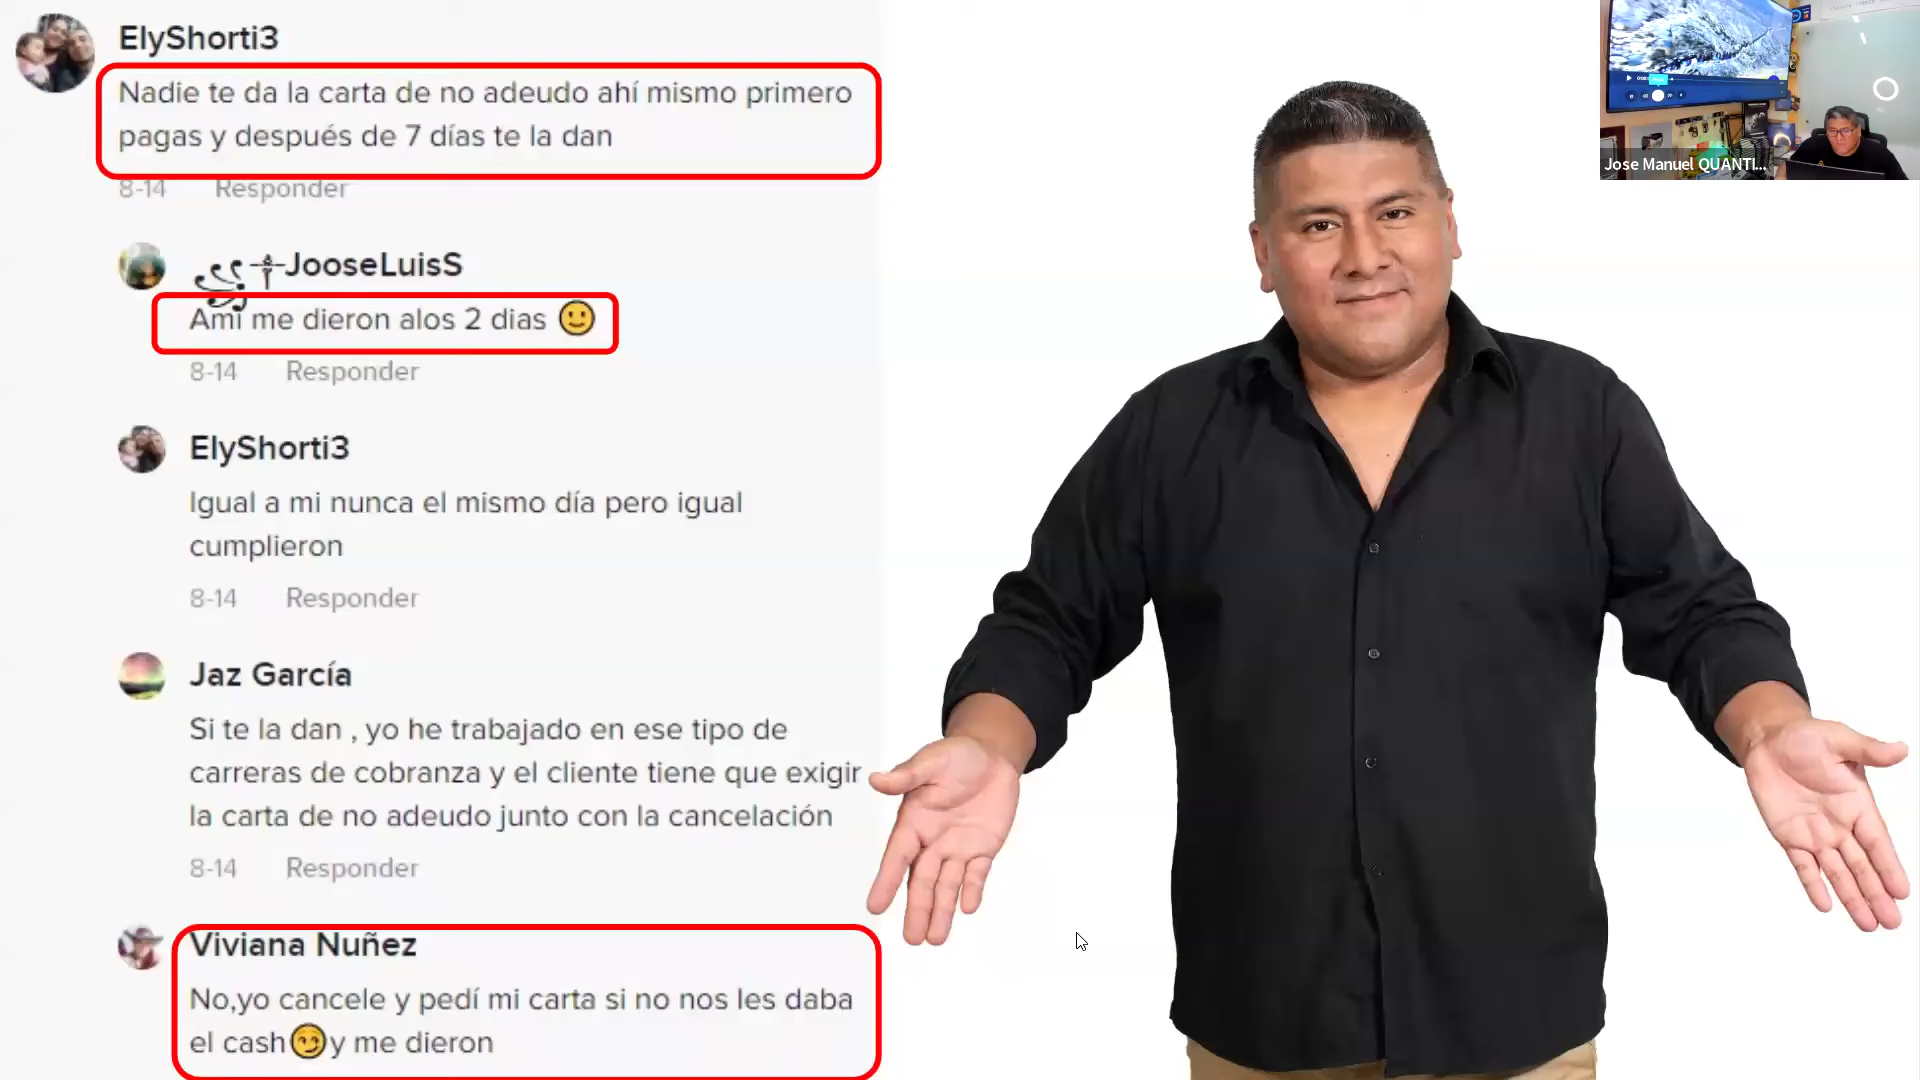 ElyShorti3
Nadie te da la carta de no adeudo ahí mismo primero
pagas y después de 7 días te la dan
8-14 Responder
JooseLuisS
Ami me dieron alos 2 dias 🙂
8-14 Responder
ElyShorti3
Igual a mi nunca el mismo día pero igual
cumplieron
8-14 Responder
Jaz García
Si te la dan , yo he trabajado en ese tipo de
carreras de cobranza y el cliente tiene que exigir
la carta de no adeudo junto con la cancelación
8-14 Responder
Viviana Nuñez
No,yo cancele y pedí mi carta si no nos les daba
el cash😏y me dieron
Jose Manuel QUANTI...